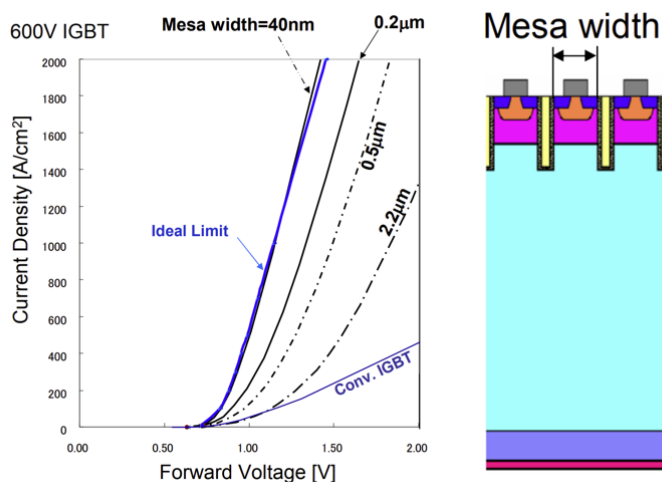 600V IGBT
Mesa width=40nm
0.2μm
Mesa width
2000
1800
1600
1400
1200
1000
800
600
400
200
0
Current Density [A/cm²]
0.5μm
2.2μm
Ideal Limit
Conv. IGBT
0.00
0.50
1.00
1.50
2.00
Forward Voltage [V]